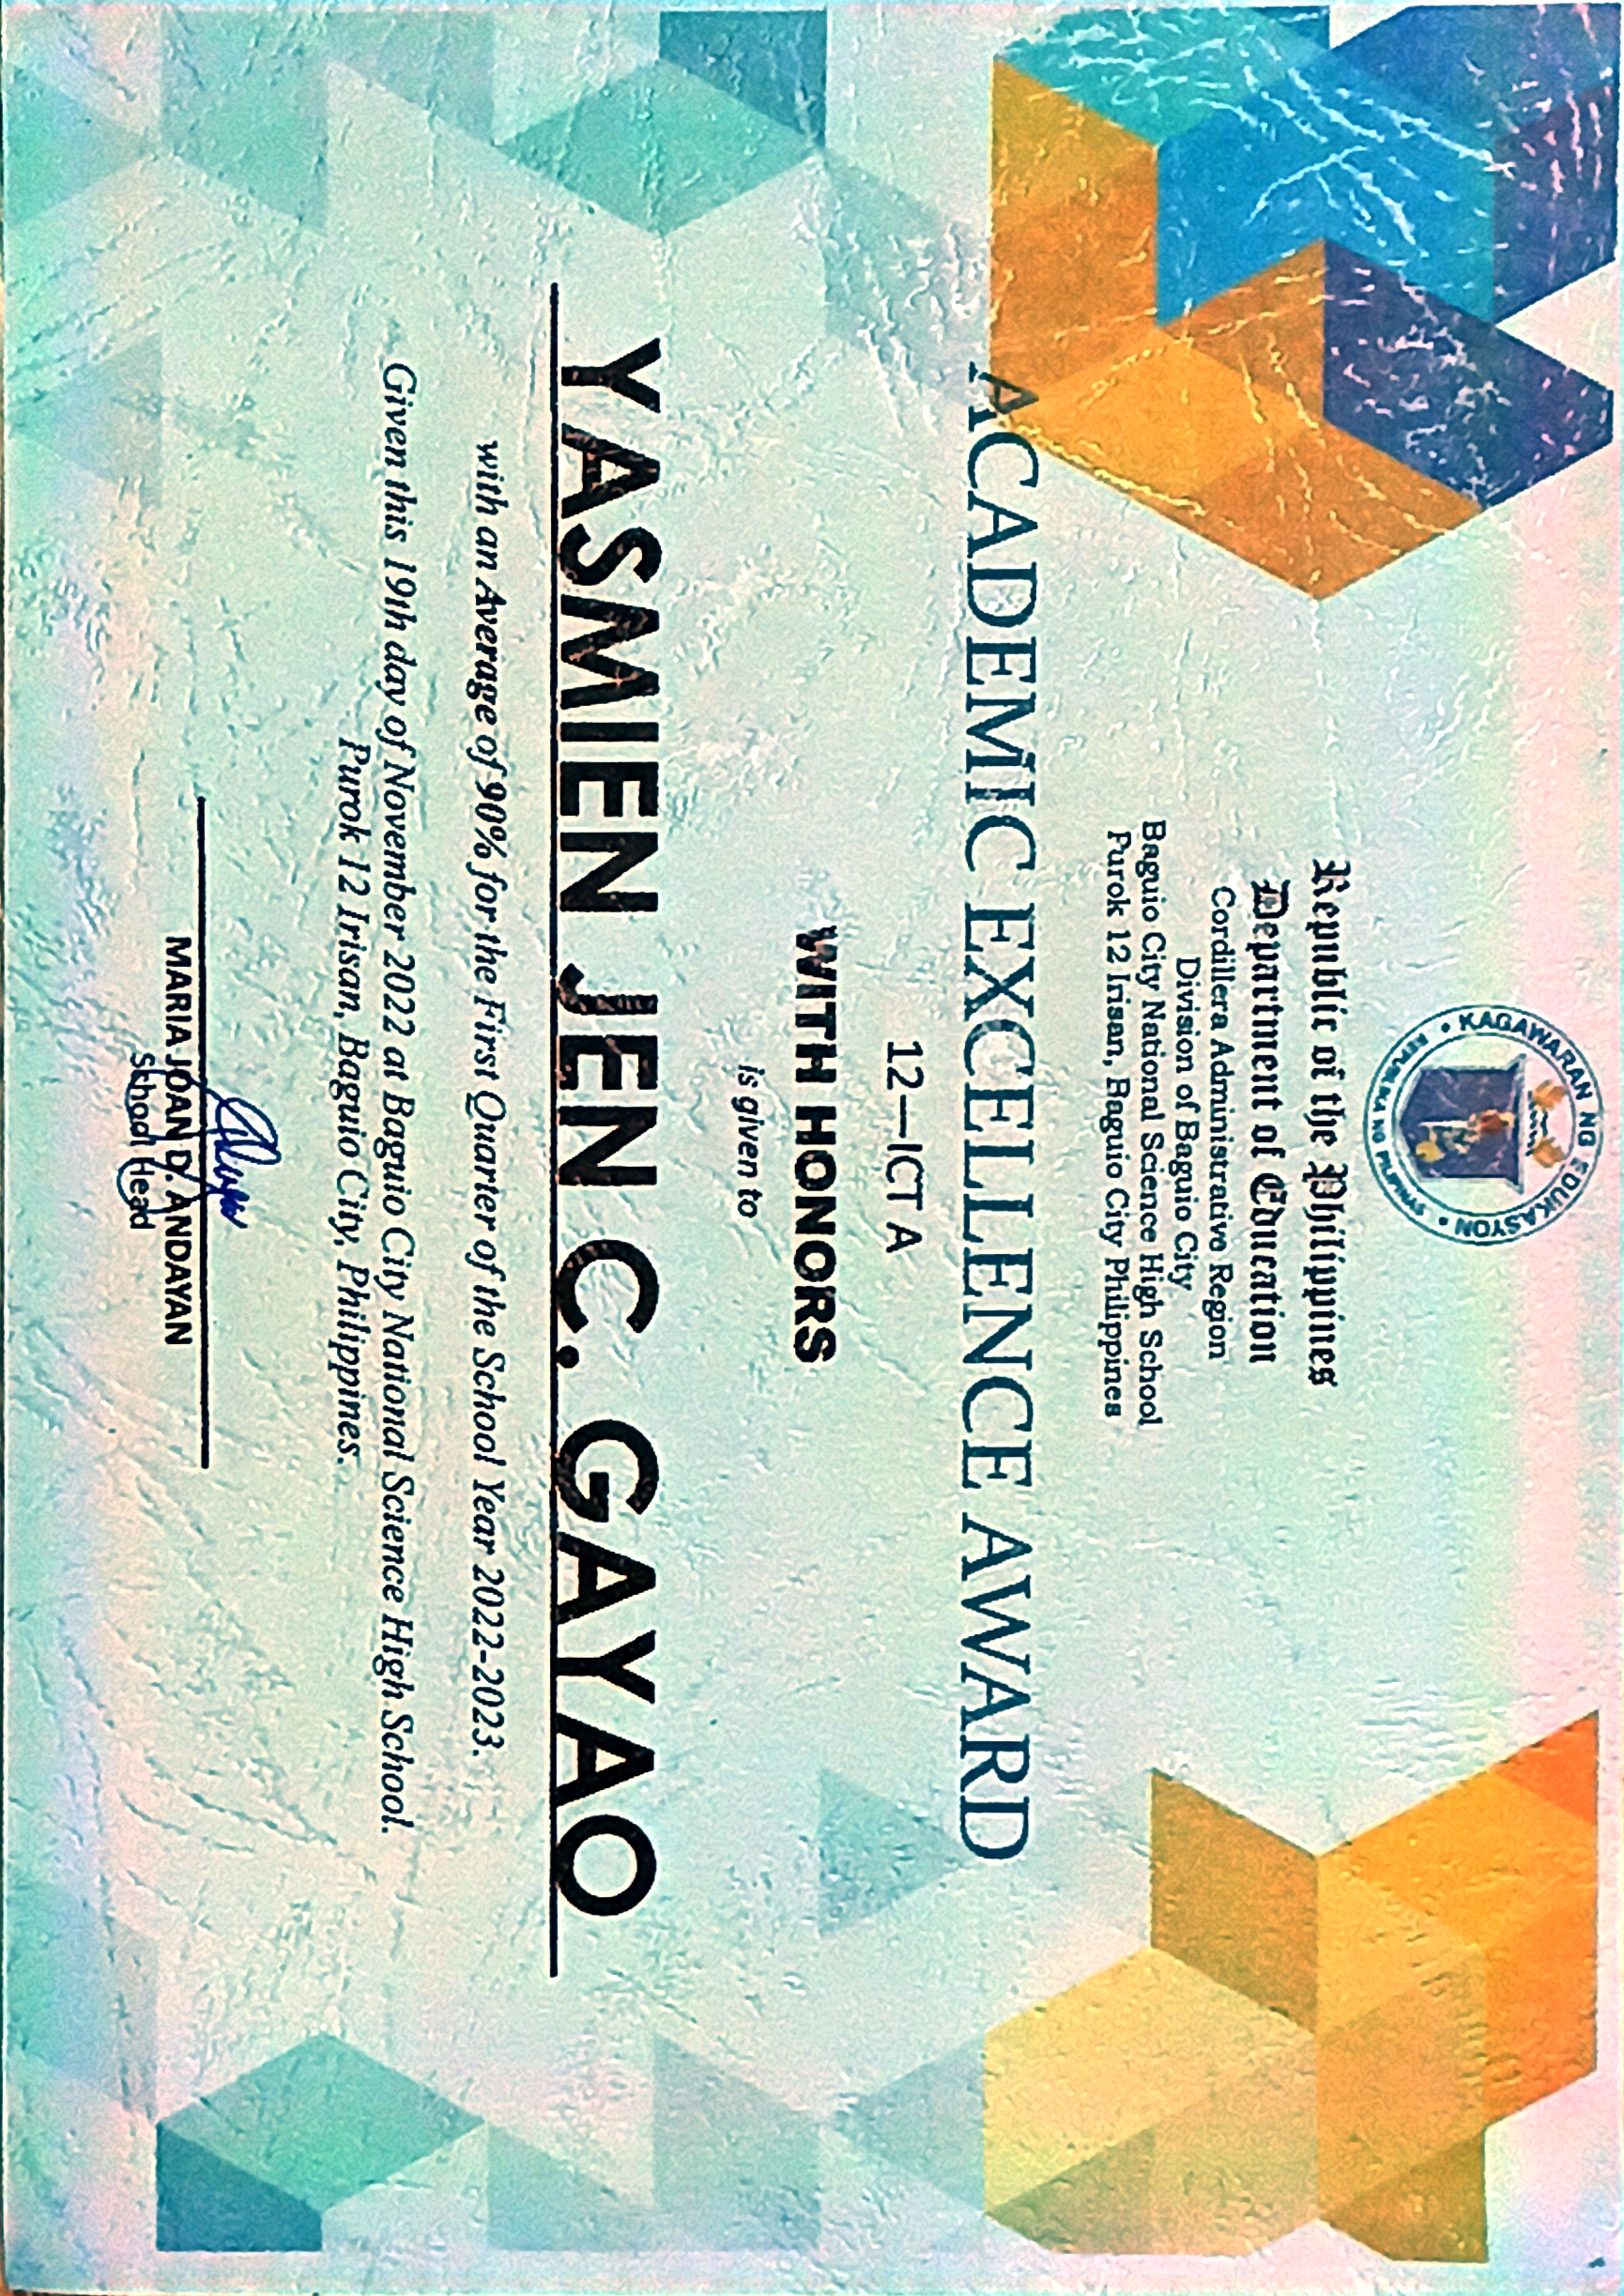 KAGAWARAN NG EDUKASYON
REPUBLIKA NG PILIPINAS
Republic of the Philippines
Department of Education
Cordillera Administrative Region
Division of Baguio City
Baguio City National Science High School
Purok 12 Irisan, Baguio City Philippines
ACADEMIC EXCELLENCE AWARD
12—ICT A
WITH HONORS
is given to
YASMIEN JEN C. GAYAO
with an Average of 90% for the First Quarter of the School Year 2022-2023.
Given this 19th day of November 2022 at Baguio City National Science High School.
Purok 12 Irisan, Baguio City, Philippines.
MARIA JOAN D. ANDAYAN
School Head